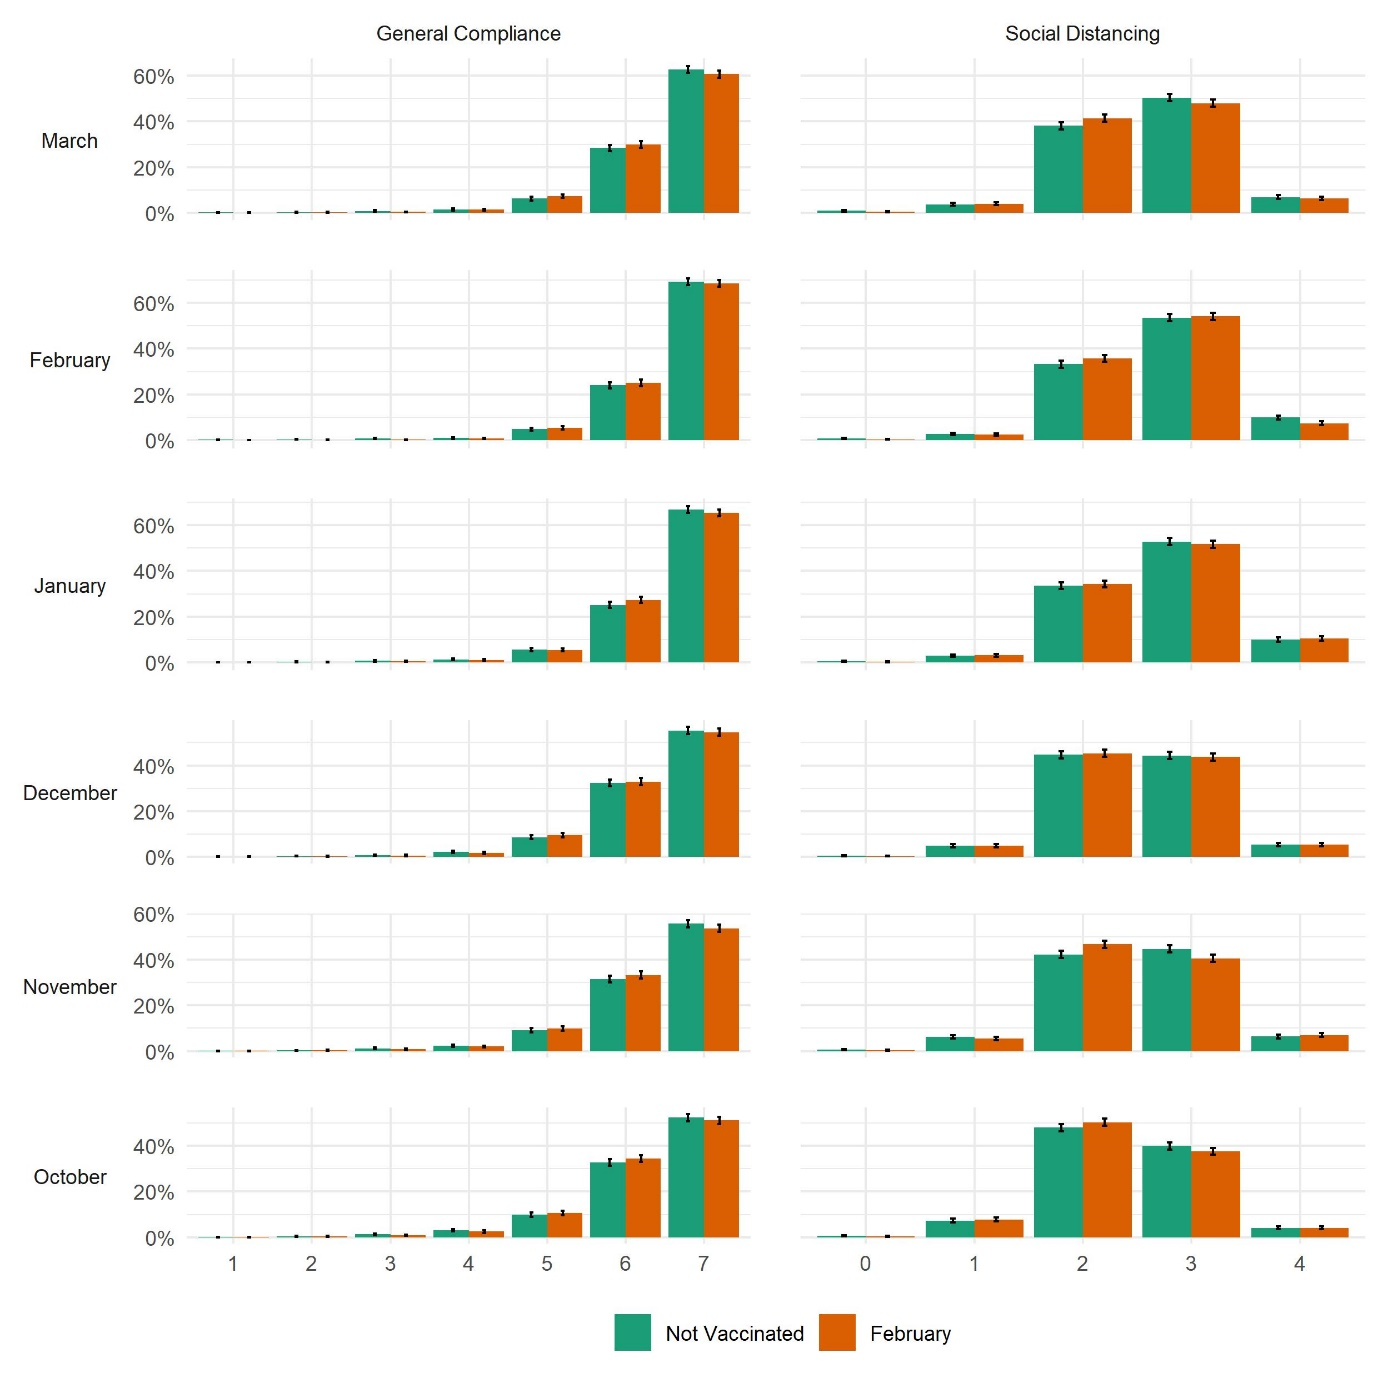 General Compliance Social Distancing
March
60%
40%
20%
0%
February
60%
40%
20%
0%
January
60%
40%
20%
0%
December
40%
20%
0%
November
60%
40%
20%
0%
October
40%
20%
0%
1 2 3 4 5 6 7 0 1 2 3 4
Not Vaccinated February